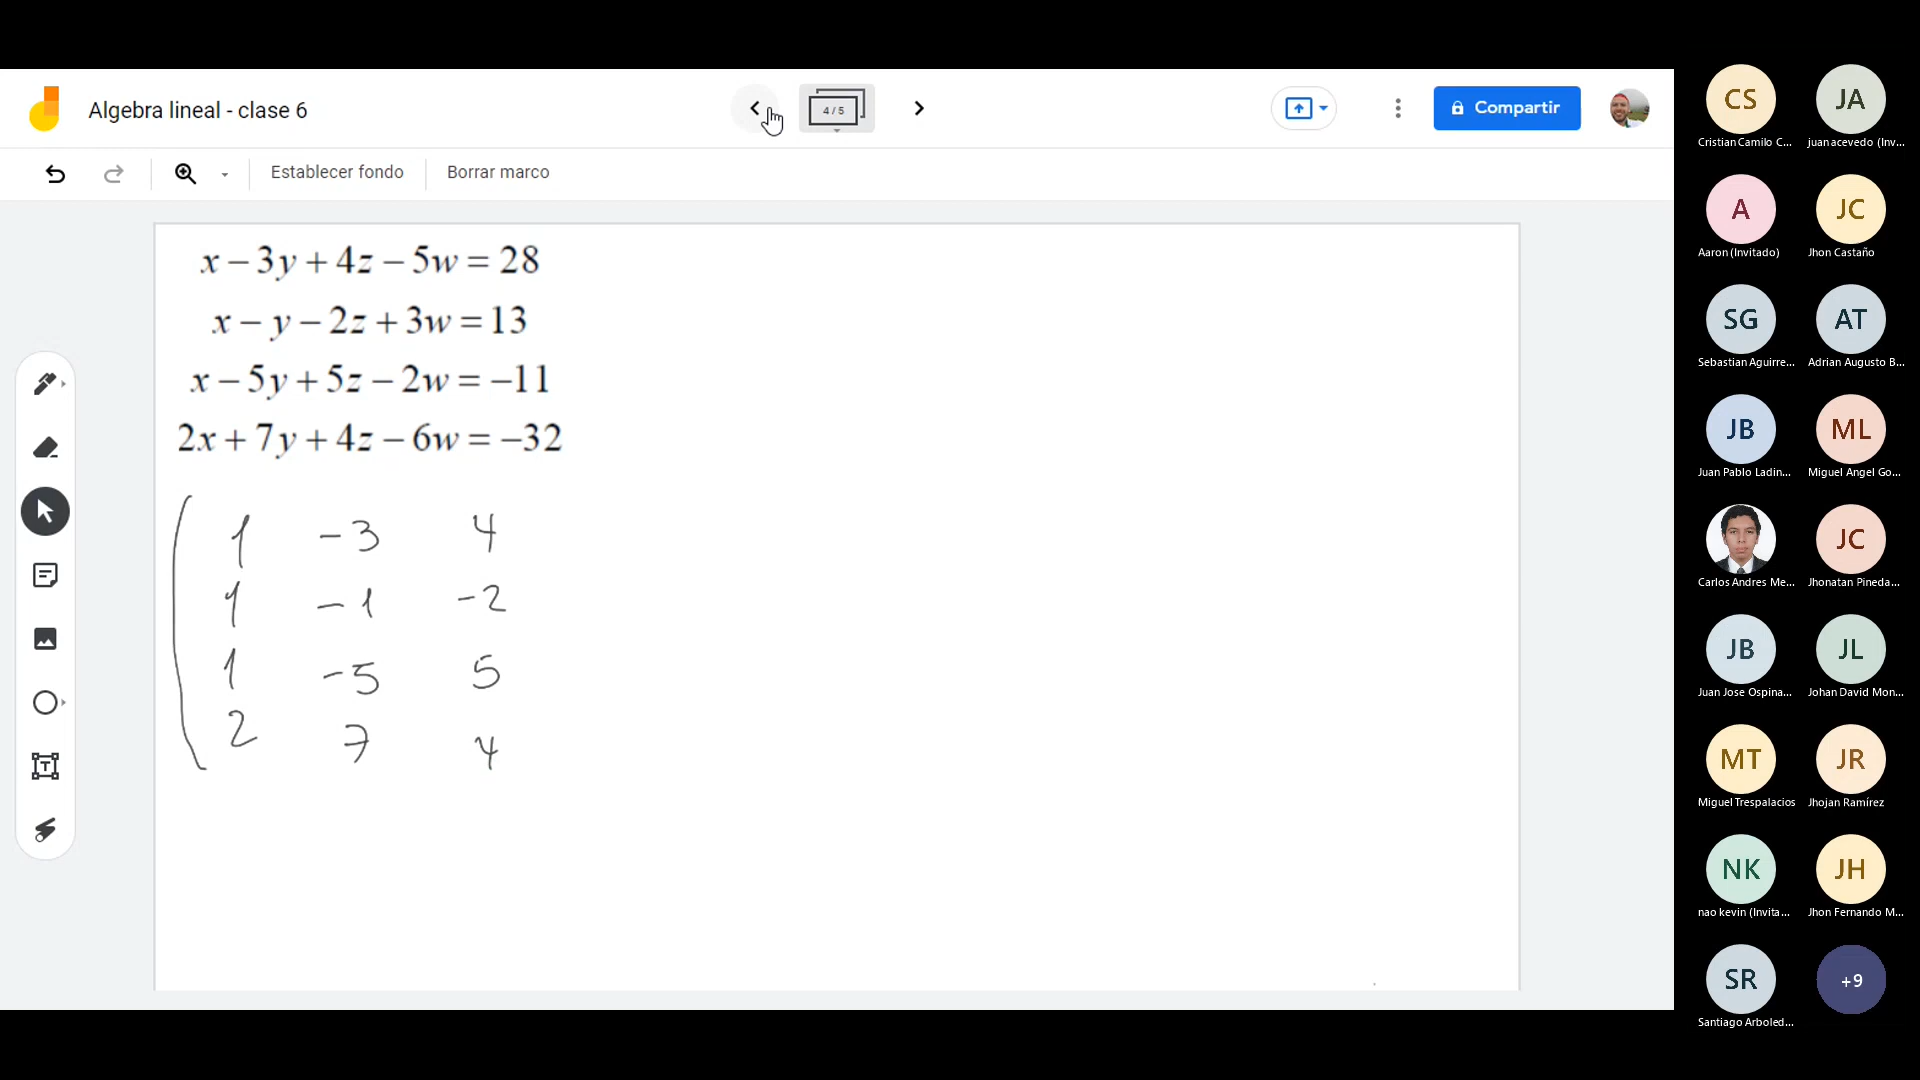 Algebra lineal - clase 6
4 / 5
Compartir
Establecer fondo
Borrar marco
x − 3y + 4z − 5w = 28
x − y − 2z + 3w = 13
x − 5y + 5z − 2w = −11
2x + 7y + 4z − 6w = −32
1 -3 4
1 -1 -2
1 -5 5
2 7 4
CS
JA
Cristian Camilo C...
juan acevedo (Inv...
A
JC
Aaron (Invitado)
Jhon Castaño
SG
AT
Sebastian Aguirre...
Adrian Augusto B...
JB
ML
Juan Pablo Ladin...
Miguel Angel Go...
JC
Carlos Andres Me...
Jhonatan Pineda...
JB
JL
Juan Jose Ospina...
Johan David Mon...
MT
JR
Miguel Trespalacios
Jhojan Ramírez
NK
JH
nao kevin (Invita...
Jhon Fernando M...
SR
+9
Santiago Arboled...